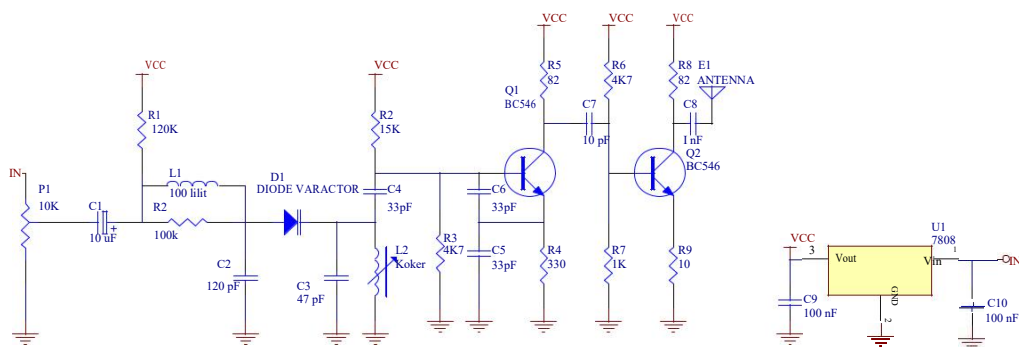 VCC
VCC
VCC
VCC
VCC
IN
P1
10K
C1
10 uF
+
R1
120K
L1
100 lilit
R2
100k
C2
120 pF
D1
DIODE VARACTOR
C3
47 pF
R2
15K
C4
33pF
L2
Koker
R3
4K7
C6
33pF
C5
33pF
Q1
BC546
R5
82
R4
330
C7
10 pF
R6
4K7
R7
1K
Q2
BC546
R8
82
E1
ANTENNA
C8
1 nF
R9
10
VCC
3
U1
7808
Vout
Vin
GND
1
2
IN
C9
100 nF
C10
100 nF